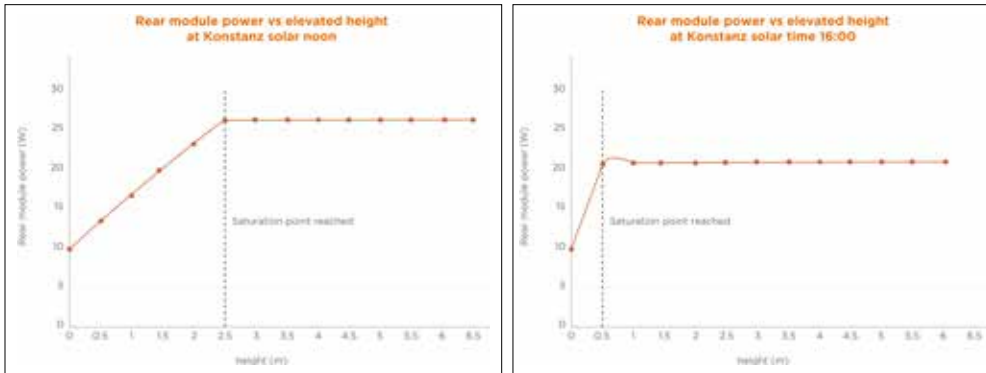 Rear module power vs elevated height
at Konstanz solar noon
Rear module power (W)
30
25
20
15
10
5
0
Saturation point reached
0 0.5 1 1.5 2 2.5 3 3.5 4 4.5 5 5.5 6 6.5
Height (m)
Rear module power vs elevated height
at Konstanz solar time 16:00
Rear module power (W)
30
25
20
15
10
5
0
Saturation point reached
0 0.5 1 1.5 2 2.5 3 3.5 4 4.5 5 5.5 6 6.5
Height (m)